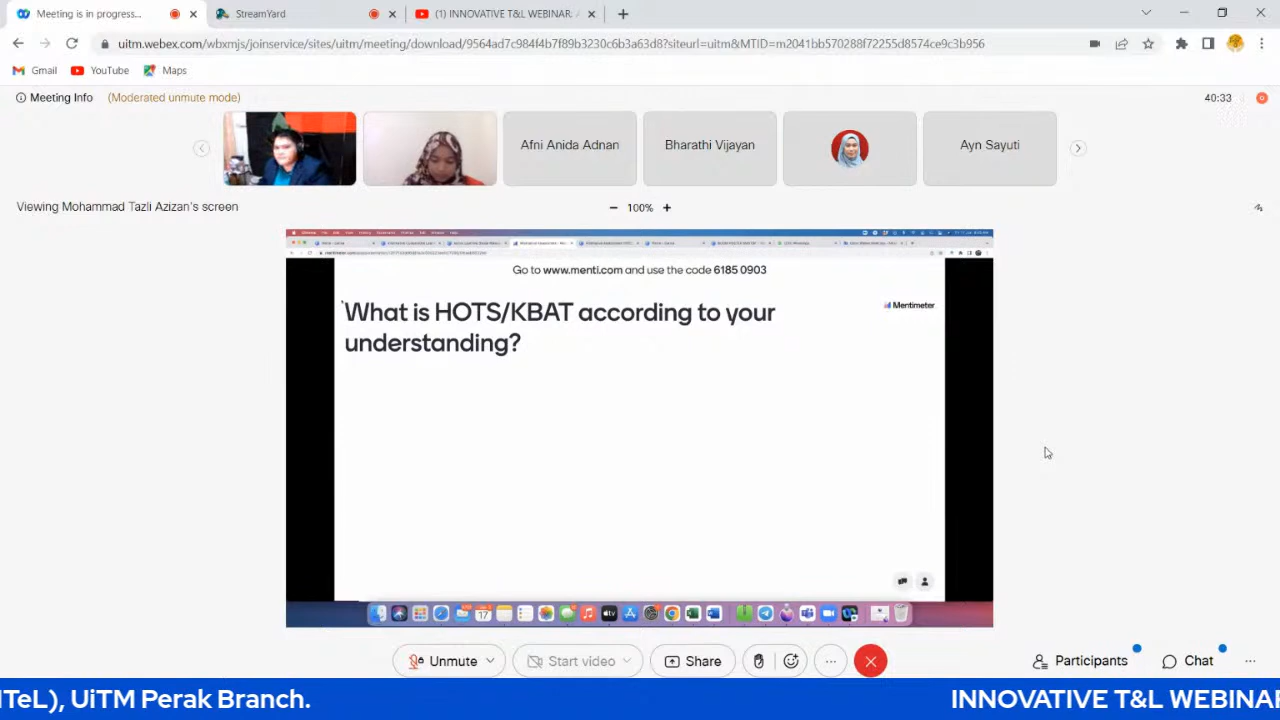 Meeting is in progress...
StreamYard
(1) INNOVATIVE T&L WEBINAR:
uitm.webex.com/wbxmjs/joinservice/sites/uitm/meeting/download/9564ad7c984f4b7f89b3230c6b3a63d8?siteurl=uitm&MTID=m2041bb570288f72255d8574ce9c3b956
Gmail
YouTube
Maps
Meeting Info
(Moderated unmute mode)
40:33
Afni Anida Adnan
Bharathi Vijayan
Ayn Sayuti
Viewing Mohammad Tazli Azizan's screen
100%
Go to www.menti.com and use the code 6185 0903
What is HOTS/KBAT according to your
understanding?
Mentimeter
17
Unmute
Start video
Share
Participants
Chat
ITeL), UiTM Perak Branch.
INNOVATIVE T&L WEBINAR